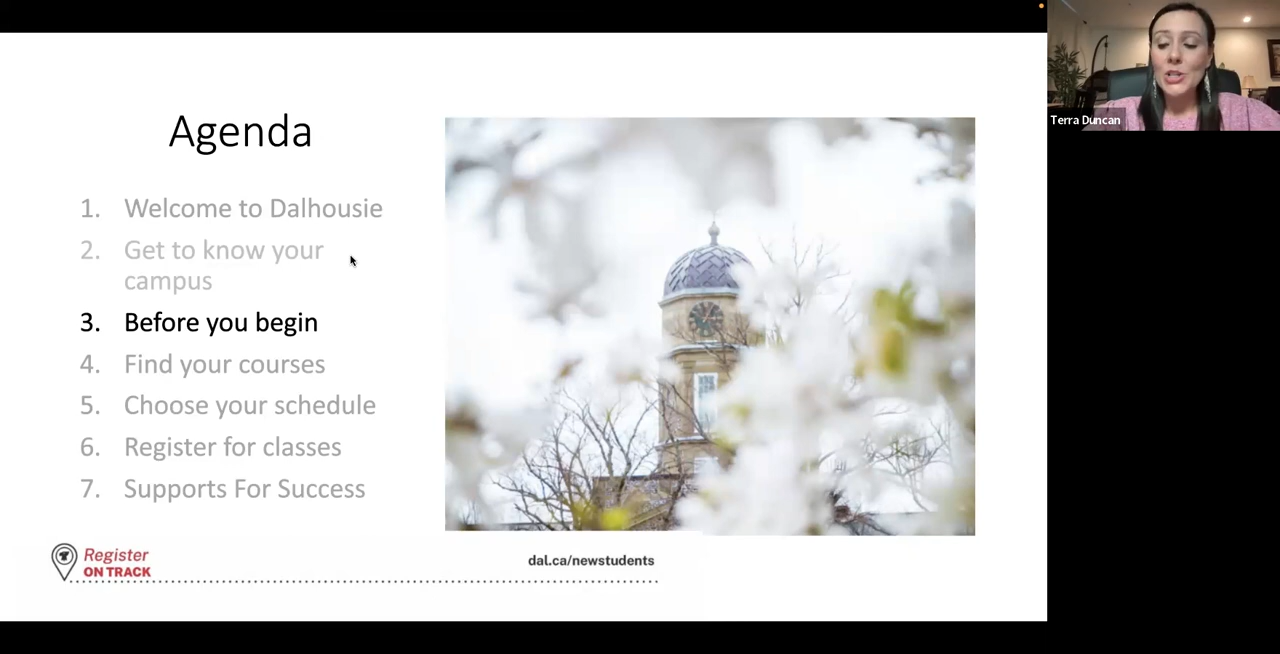 Agenda
1. Welcome to Dalhousie
2. Get to know your
campus
3. Before you begin
4. Find your courses
5. Choose your schedule
6. Register for classes
7. Supports For Success
Register
ON TRACK
dal.ca/newstudents
Terra Duncan